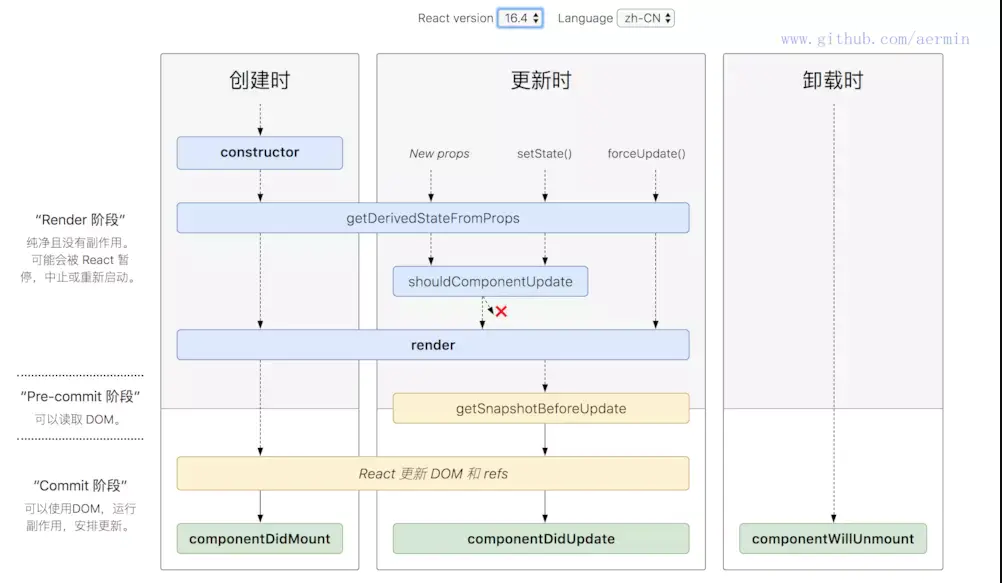 React version 16.4 Language zh-CN
www.github.com/aermin
创建时
更新时
卸载时
constructor
New props
setState()
forceUpdate()
“Render 阶段”
纯净且没有副作用。
可能会被 React 暂
停，中止或重新启动。
getDerivedStateFromProps
shouldComponentUpdate
render
“Pre-commit 阶段”
可以读取 DOM。
getSnapshotBeforeUpdate
“Commit 阶段”
可以使用DOM，运行
副作用，安排更新。
React 更新 DOM 和 refs
componentDidMount
componentDidUpdate
componentWillUnmount